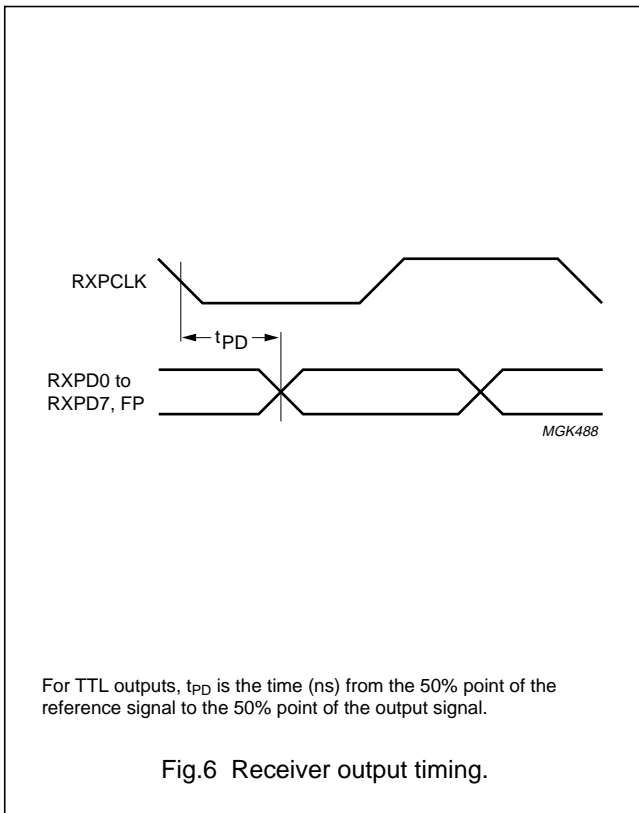 RXPCLK
tPD
RXPD0 to
RXPD7, FP
MGK488
For TTL outputs, tPD is the time (ns) from the 50% point of the
reference signal to the 50% point of the output signal.
Fig.6 Receiver output timing.